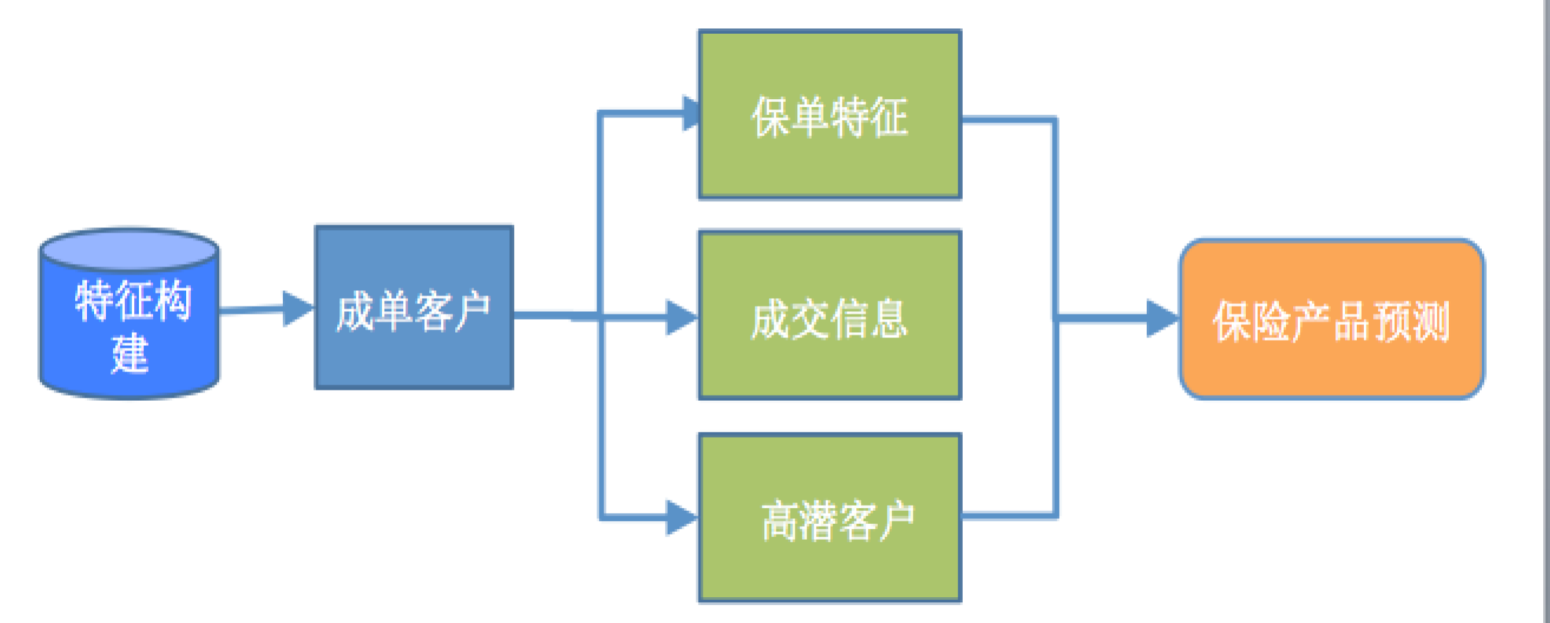 特征构
建
成单客户
保单特征
成交信息
高潜客户
保险产品预测